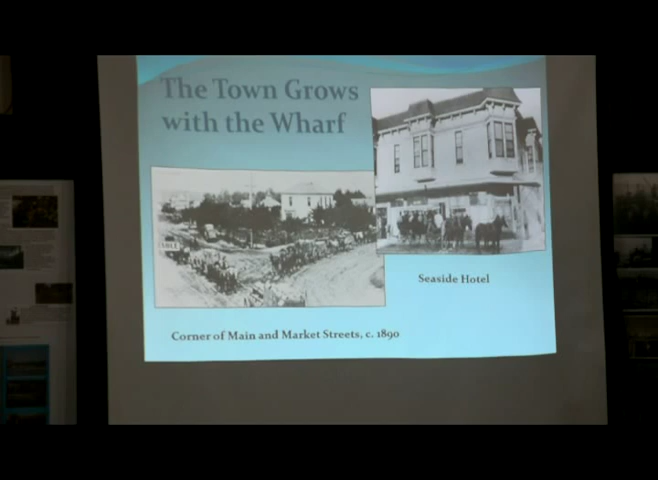 The Town Grows
with the Wharf
Seaside Hotel
Corner of Main and Market Streets, c. 1890